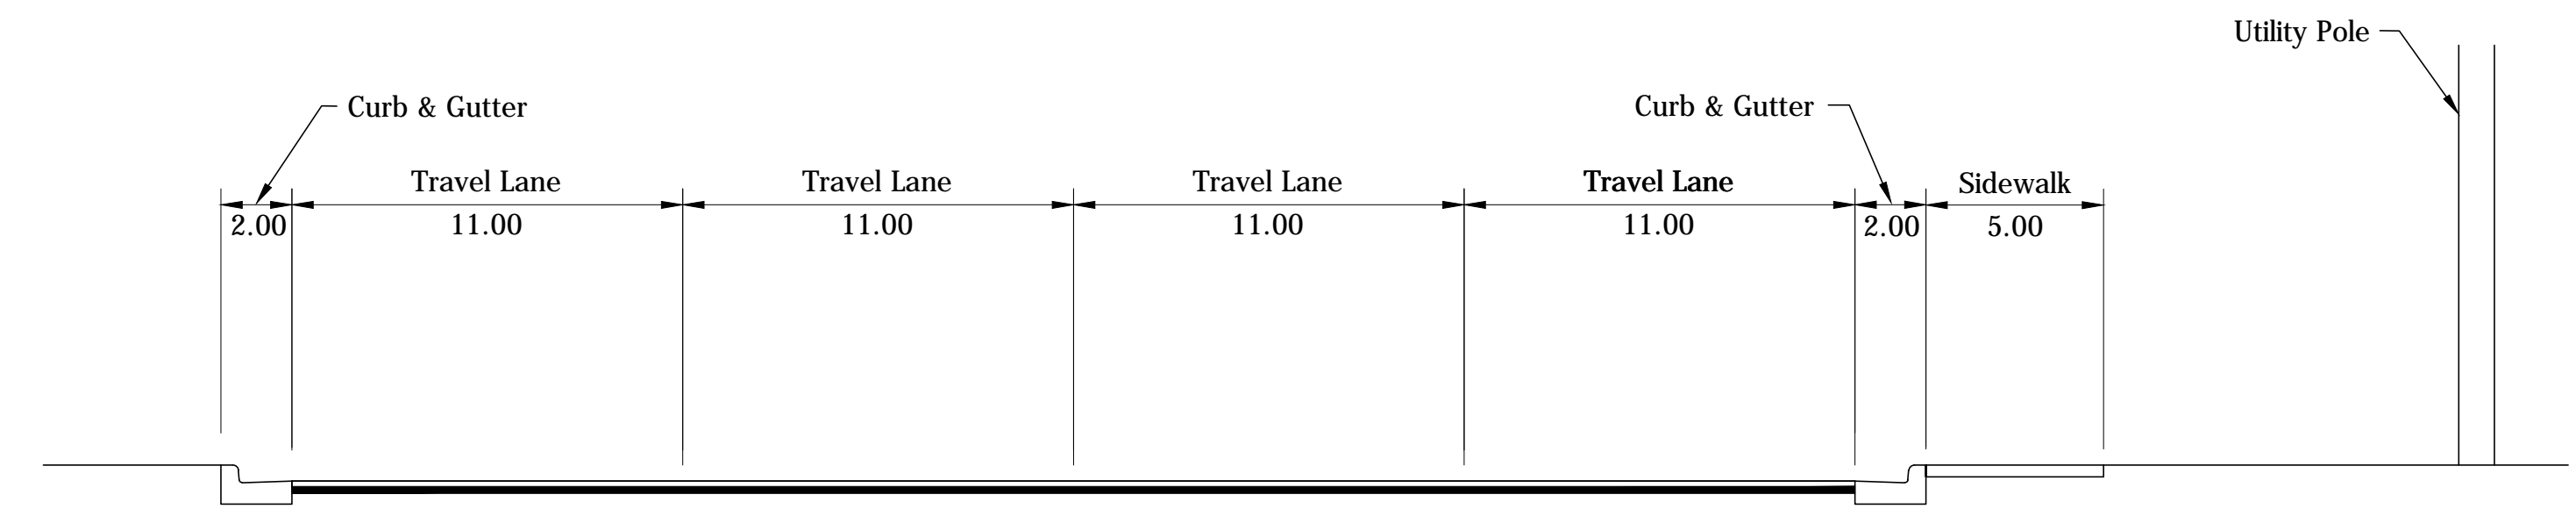 Utility Pole
Curb & Gutter
Curb & Gutter
Travel Lane
Travel Lane
Travel Lane
Travel Lane
Sidewalk
2.00
11.00
11.00
11.00
11.00
2.00
5.00